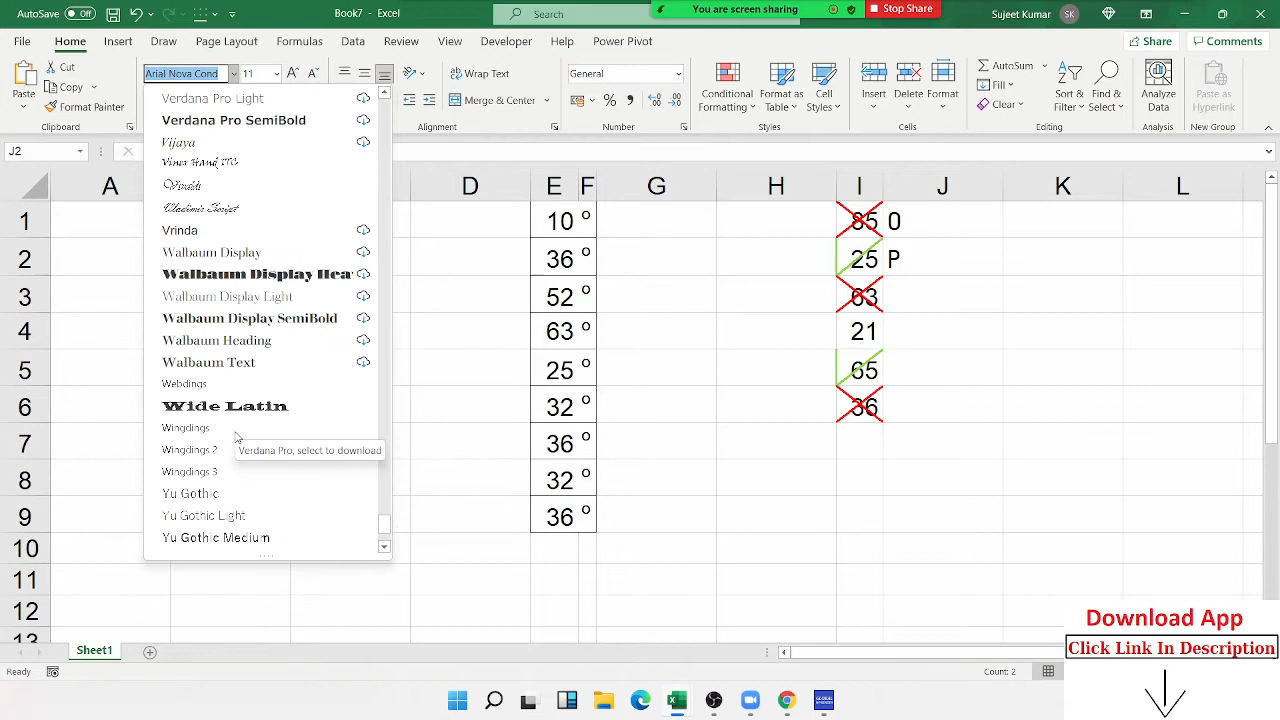 AutoSave Off
Book7 - Excel
Search
You are screen sharing
Stop Share
Sujeet Kumar
SK
File Home Insert Draw Page Layout Formulas Data Review View Developer Help Power Pivot
Share
Comments
Paste
Cut
Copy
Format Painter
Clipboard
Arial Nova Cond
11
Wrap Text
Merge & Center
Alignment
General
Number
Conditional Formatting
Format as Table
Cell Styles
Styles
Insert
Delete
Format
Cells
AutoSum
Fill
Clear
Sort & Filter
Find & Select
Editing
Analyze Data
Analysis
Paste as Hyperlink
New Group
J2
Verdana Pro Light
Verdana Pro SemiBold
Vijaya
Viner Hand ITC
Vivaldi
Vladimir Script
Vrinda
Walbaum Display
Walbaum Display Hea
Walbaum Display Light
Walbaum Display SemiBold
Walbaum Heading
Walbaum Text
Webdings
Wide Latin
Wingdings
Wingdings 2
Wingdings 3
Yu Gothic
Yu Gothic Light
Yu Gothic Medium
Verdana Pro, select to download
A D E F G H I J K L
1 10 º 85 O
2 36 º 25 P
3 52 º 63
4 63 º 21
5 25 º 65
6 32 º 36
7 36 º
8 32 º
9 36 º
10
11
12
13
Sheet1
Ready
Count: 2
Download App
Click Link In Description